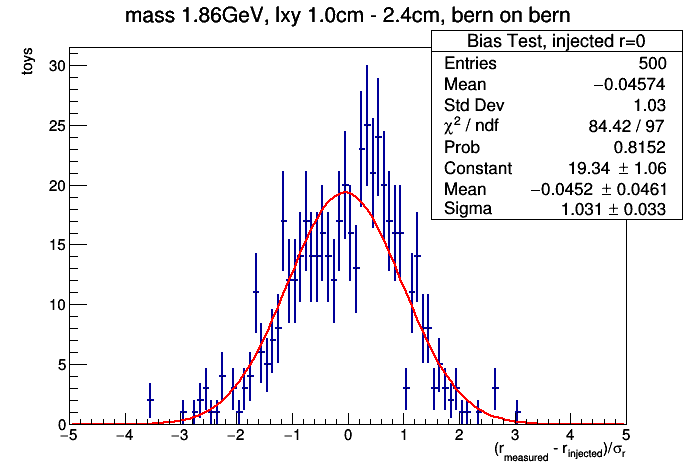 mass 1.86GeV, lxy 1.0cm - 2.4cm, bern on bern
toys
Bias Test, injected r=0
Entries 500
Mean −0.04574
Std Dev 1.03
χ² / ndf 84.42 / 97
Prob 0.8152
Constant 19.34 ± 1.06
Mean −0.0452 ± 0.0461
Sigma 1.031 ± 0.033
30
25
20
15
10
5
0
−5 −4 −3 −2 −1 0 1 2 3 4 5
(r_measured - r_injected)/σ_r